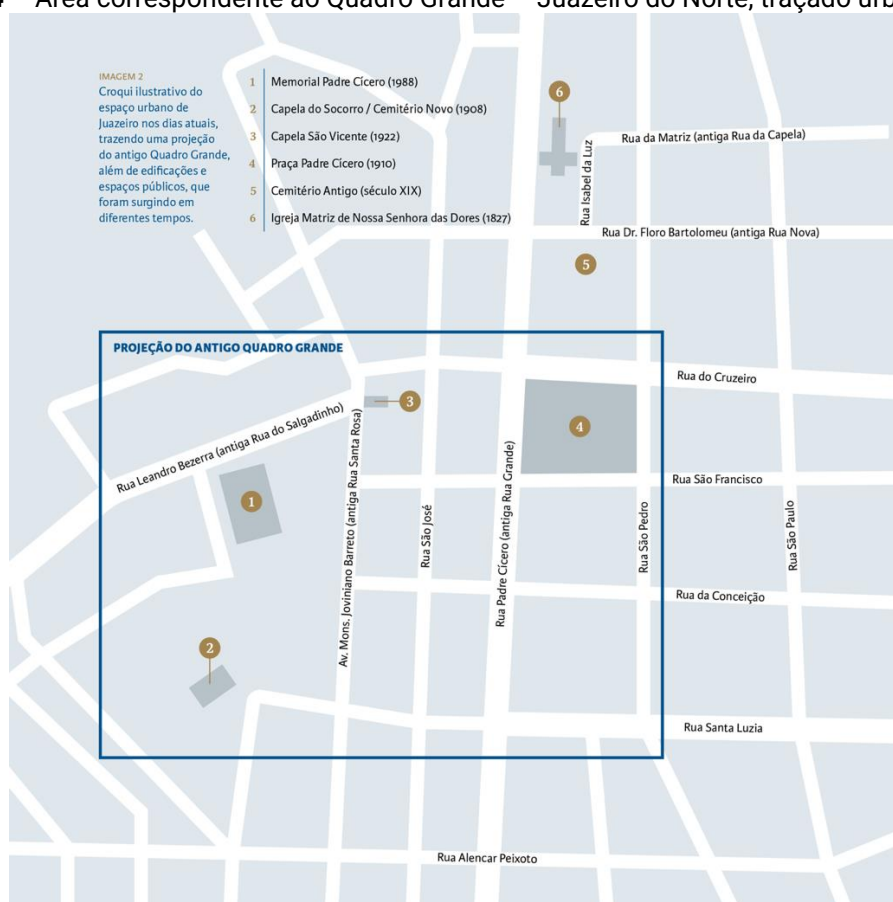 Área correspondente ao Quadro Grande – Juazeiro do Norte, traçado
IMAGEM 2
Croqui ilustrativo do
espaço urbano de
Juazeiro nos dias atuais,
trazendo uma projeção
do antigo Quadro Grande,
além de edificações e
espaços públicos, que
foram surgindo em
diferentes tempos.
1 Memorial Padre Cícero (1988)
2 Capela do Socorro / Cemitério Novo (1908)
3 Capela São Vicente (1922)
4 Praça Padre Cícero (1910)
5 Cemitério Antigo (século XIX)
6 Igreja Matriz de Nossa Senhora das Dores (1827)
6
Rua da Matriz (antiga Rua da Capela)
Rua Isabel da Luz
Rua Dr. Floro Bartolomeu (antiga Rua Nova)
5
PROJEÇÃO DO ANTIGO QUADRO GRANDE
Rua do Cruzeiro
3
4
Rua Leandro Bezerra (antiga Rua do Salgadinho)
Rua São Francisco
1
Av. Mons. Joviniano Barreto (antiga Rua Santa Rosa)
Rua São José
Rua Padre Cícero (antiga Rua Grande)
Rua São Pedro
Rua São Paulo
Rua da Conceição
2
Rua Santa Luzia
Rua Alencar Peixoto